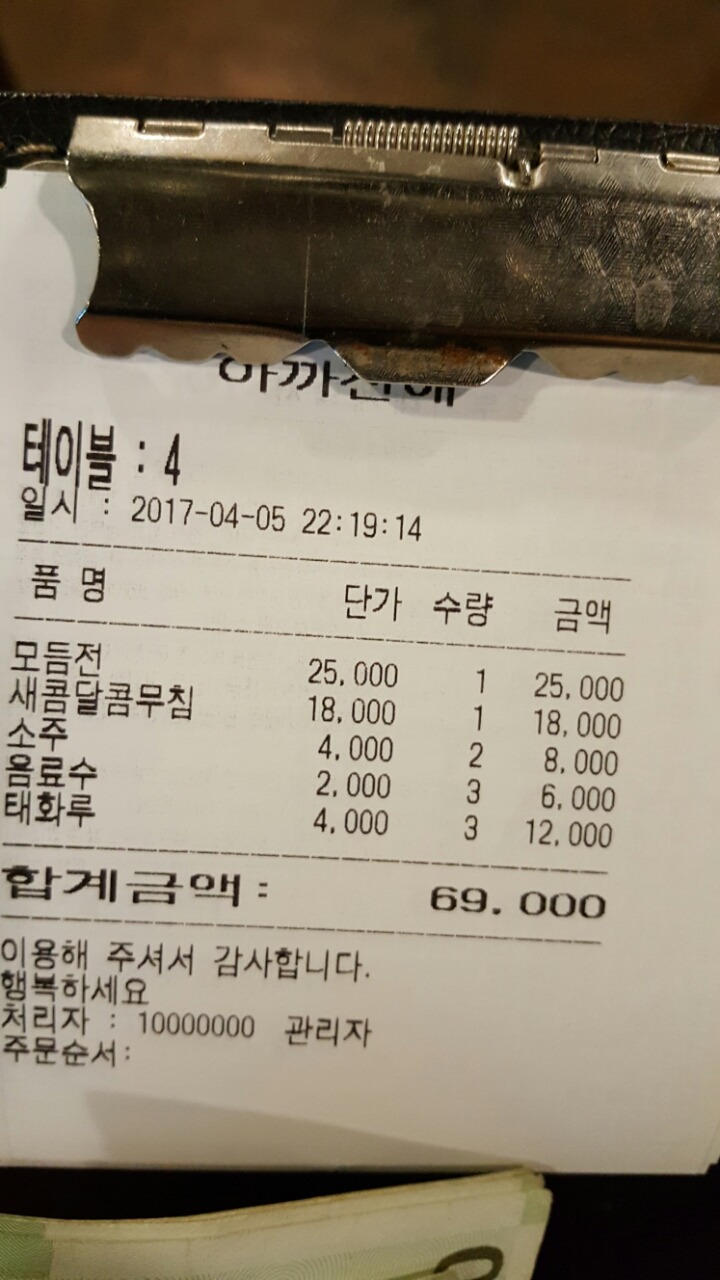 테이블 : 4
일시 : 2017-04-05 22:19:14
품 명 단가 수량 금액
모듬전 25,000 1 25,000
새콤달콤무침 18,000 1 18,000
소주 4,000 2 8,000
음료수 2,000 3 6,000
태화루 4,000 3 12,000
합계금액 : 69.000
이용해 주셔서 감사합니다.
행복하세요
처리자 : 10000000 관리자
주문순서: